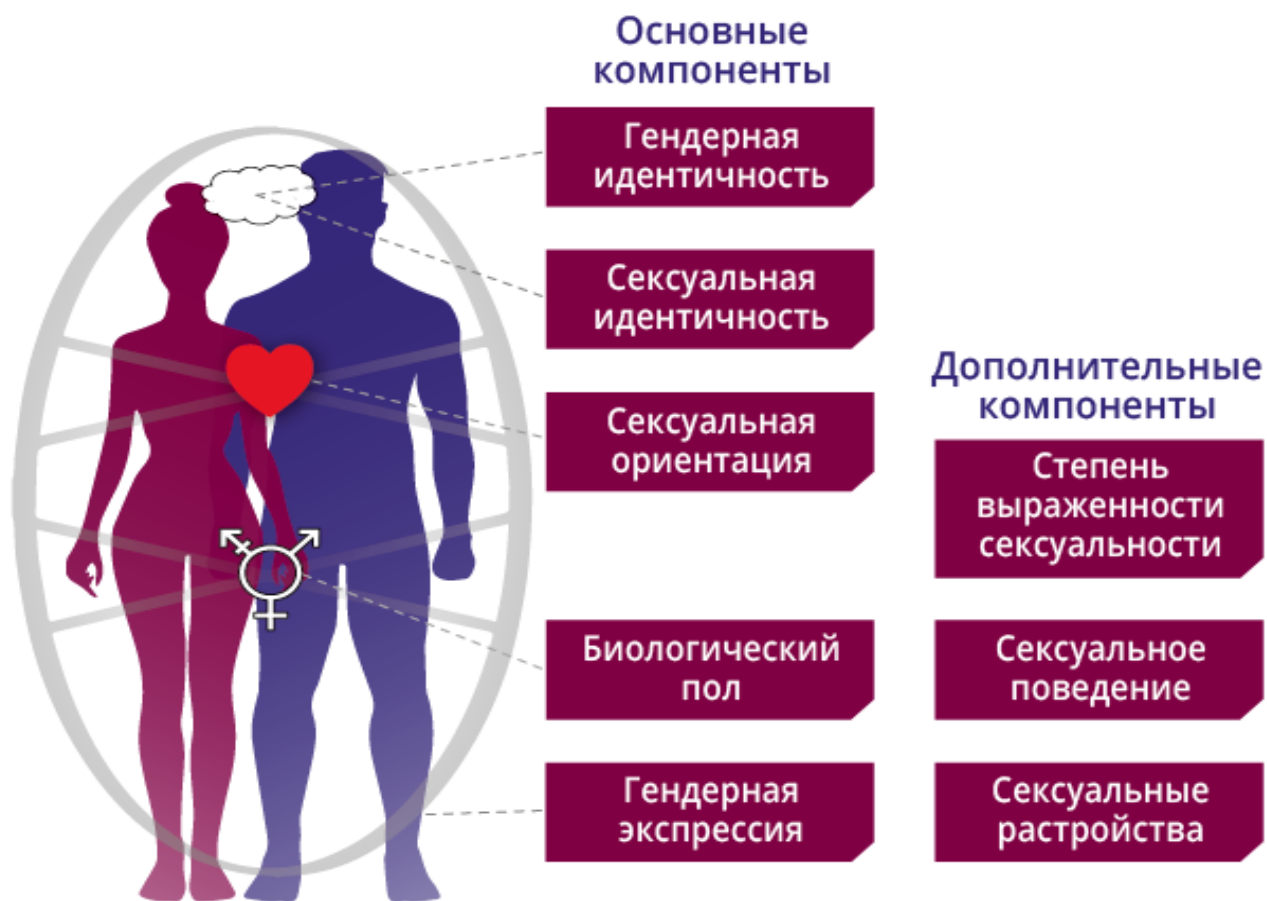 Основные
компоненты
Гендерная
идентичность
Сексуальная
идентичность
Сексуальная
ориентация
Биологический
пол
Гендерная
экспрессия
Дополнительные
компоненты
Степень
выраженности
сексуальности
Сексуальное
поведение
Сексуальные
растройства